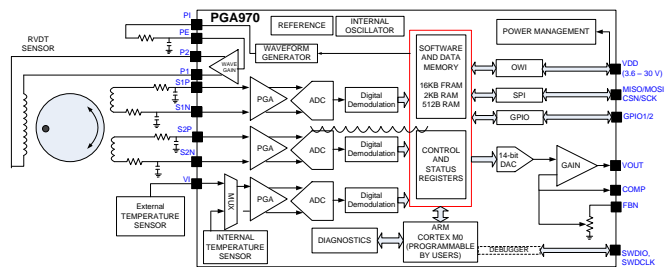 PGA970
PI
PE
P2
P1
S1P
S1N
S2P
S2N
VI
RVDT
SENSOR
REFERENCE
INTERNAL
OSCILLATOR
WAVEFORM
GENERATOR
WAVE
GAIN
POWER MANAGEMENT
SOFTWARE
AND DATA
MEMORY
16KB FRAM
2KB RAM
512B RAM
CONTROL
AND
STATUS
REGISTERS
OWI
SPI
GPIO
VDD
(3.6 – 30 V)
MISO/MOSI
CSN/SCK
GPIO1/2
PGA
ADC
Digital
Demodulation
PGA
ADC
Digital
Demodulation
PGA
ADC
Digital
Demodulation
14-bit
DAC
GAIN
VOUT
COMP
FBN
MUX
External
TEMPERATURE
SENSOR
INTERNAL
TEMPERATURE
SENSOR
DIAGNOSTICS
ARM
CORTEX M0
(PROGRAMMABLE
BY USERS)
DEBUGGER
SWDIO,
SWDCLK